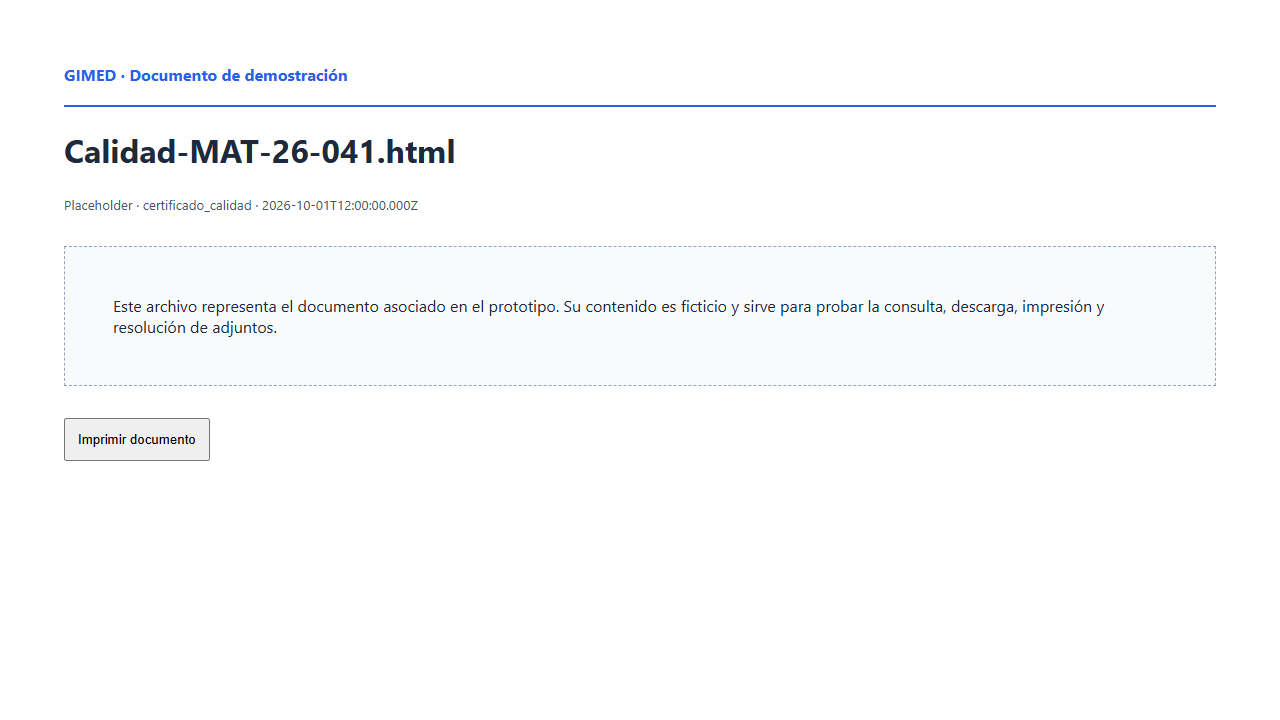 GIMED · Documento de demostración
Calidad-MAT-26-041.html
Placeholder · certificado_calidad · 2026-10-01T12:00:00.000Z
Este archivo representa el documento asociado en el prototipo. Su contenido es ficticio y sirve para probar la consulta, descarga, impresión y
resolución de adjuntos.
Imprimir documento